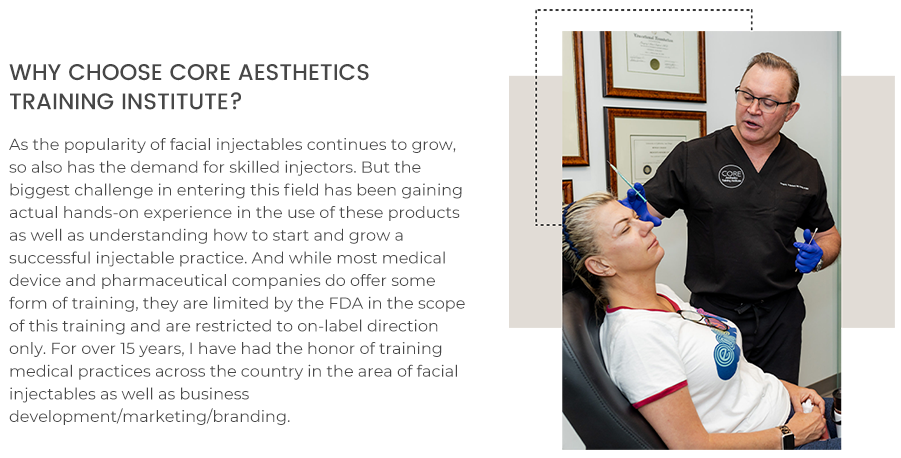 WHY CHOOSE CORE AESTHETICS
TRAINING INSTITUTE?
As the popularity of facial injectables continues to grow,
so also has the demand for skilled injectors. But the
biggest challenge in entering this field has been gaining
actual hands-on experience in the use of these products
as well as understanding how to start and grow a
successful injectable practice. And while most medical
device and pharmaceutical companies do offer some
form of training, they are limited by the FDA in the scope
of this training and are restricted to on-label direction
only. For over 15 years, I have had the honor of training
medical practices across the country in the area of facial
injectables as well as business
development/marketing/branding.
CORE